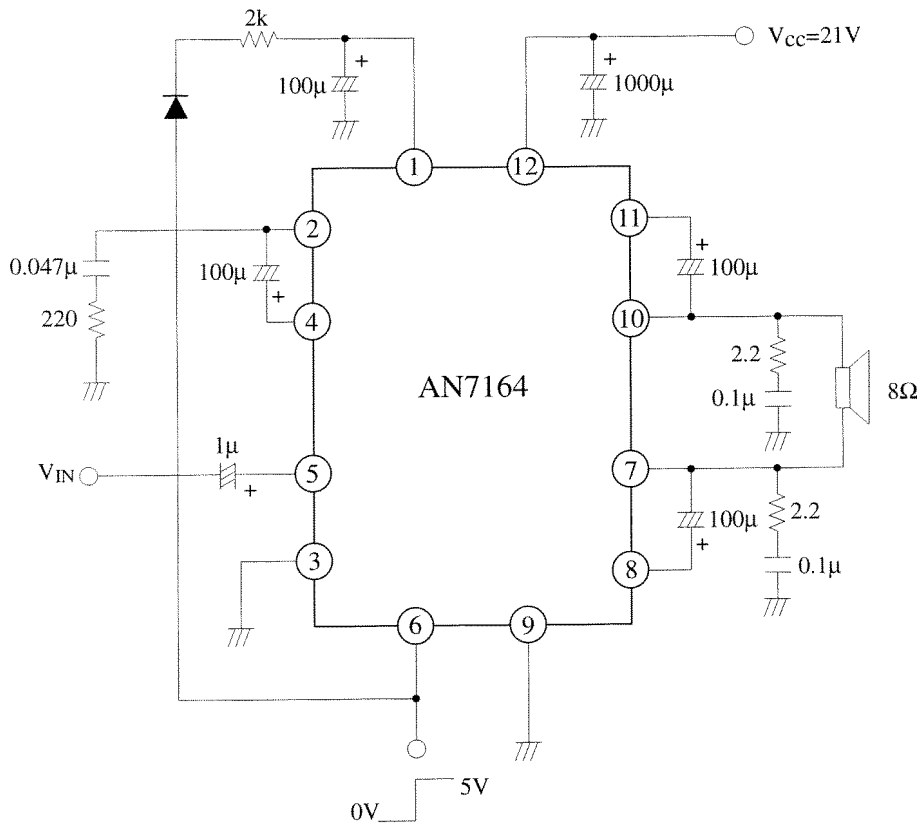 2k
V_CC=21V
100µ
1000µ
1
12
2
11
0.047µ
100µ
100µ
220
4
10
2.2
AN7164
0.1µ
8Ω
1µ
V_IN
5
7
100µ
2.2
3
8
0.1µ
6
9
5V
0V
+
+
+
+
+
+